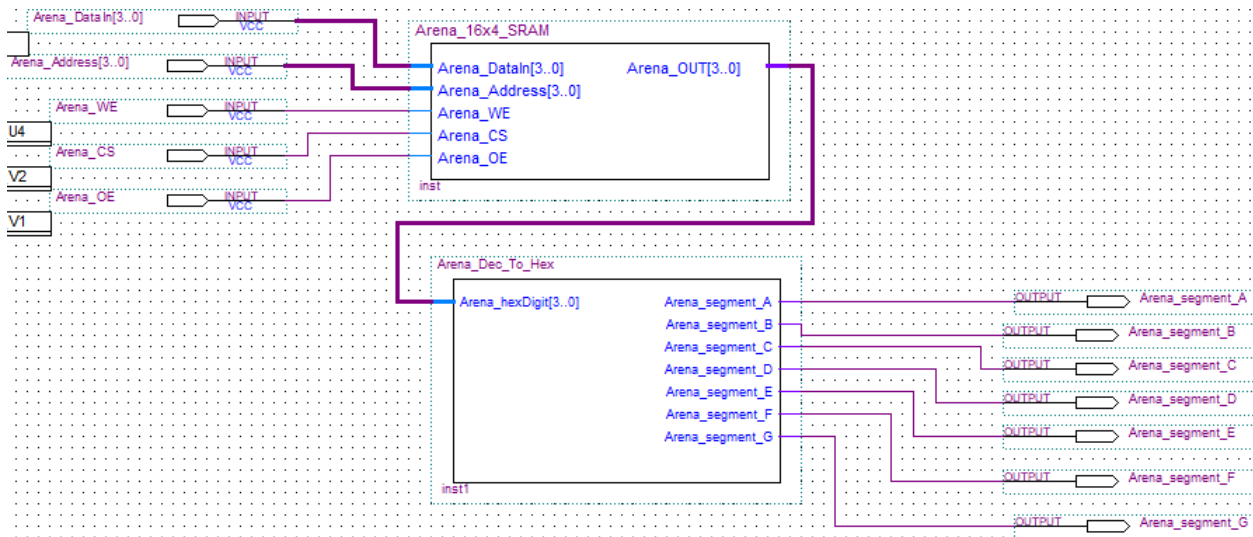 Arena_DataIn[3..0]
INPUT
VCC
Arena_Address[3..0]
INPUT
VCC
Arena_WE
INPUT
VCC
U4
Arena_CS
INPUT
VCC
V2
Arena_OE
INPUT
VCC
V1
Arena_16x4_SRAM
Arena_DataIn[3..0] Arena_OUT[3..0]
Arena_Address[3..0]
Arena_WE
Arena_CS
Arena_OE
inst
Arena_Dec_To_Hex
Arena_hexDigit[3..0] Arena_segment_A
Arena_segment_B
Arena_segment_C
Arena_segment_D
Arena_segment_E
Arena_segment_F
Arena_segment_G
inst1
OUTPUT Arena_segment_A
OUTPUT Arena_segment_B
OUTPUT Arena_segment_C
OUTPUT Arena_segment_D
OUTPUT Arena_segment_E
OUTPUT Arena_segment_F
OUTPUT Arena_segment_G